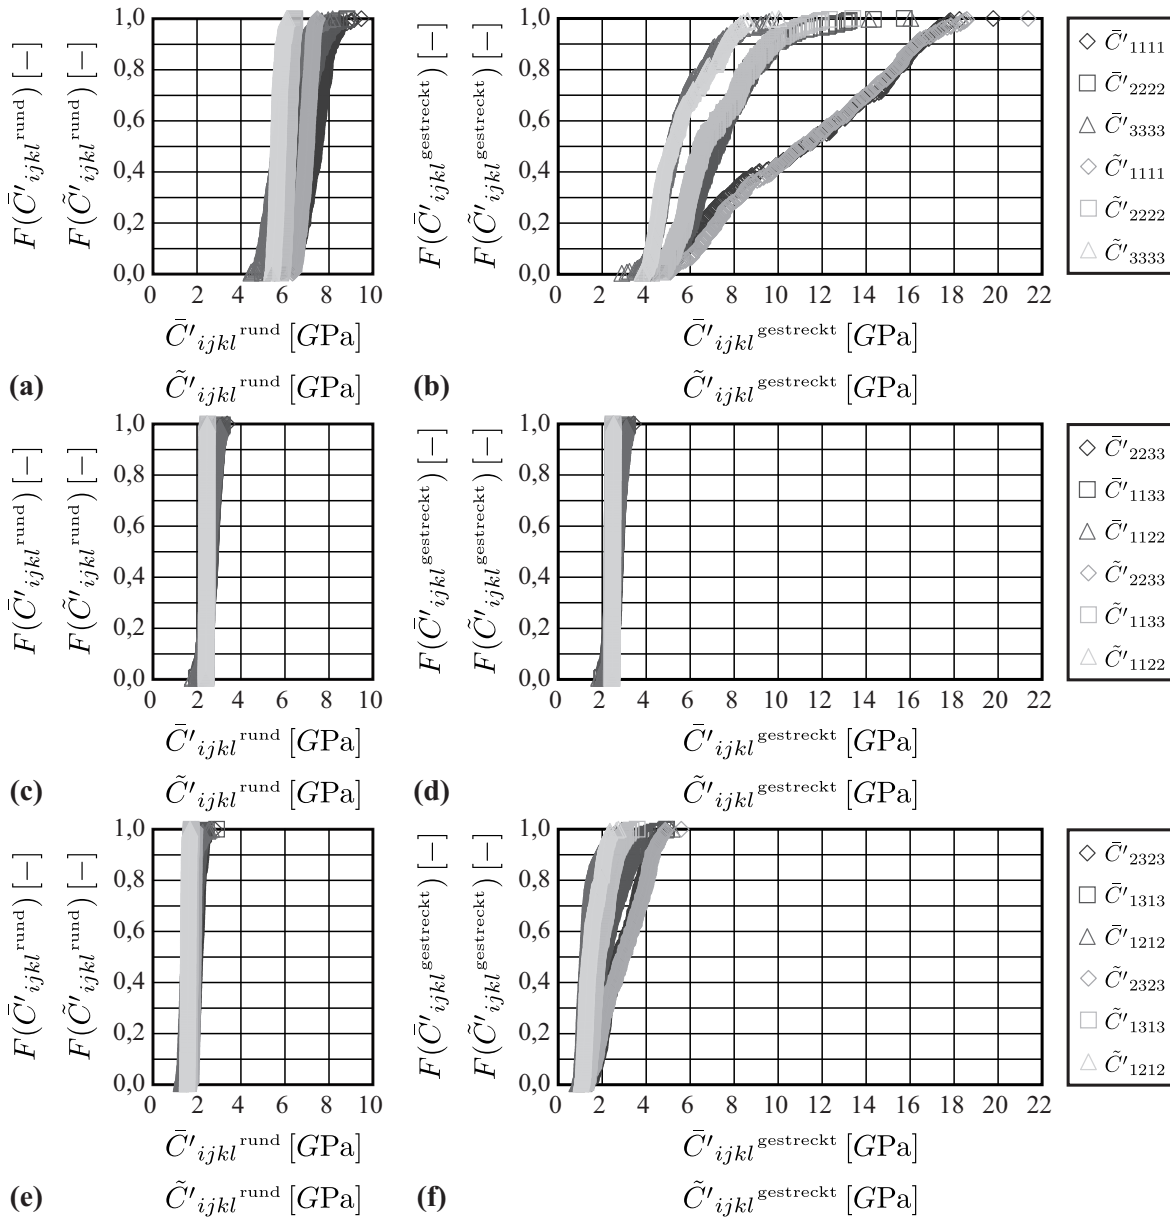 F(C̄′ijkl^rund) [–]
F(C̃′ijkl^rund) [–]
1,0
0,8
0,6
0,4
0,2
0,0
0 2 4 6 8 10
C̄′ijkl^rund [GPa]
(a) C̃′ijkl^rund [GPa]
F(C̄′ijkl^gestreckt) [–]
F(C̃′ijkl^gestreckt) [–]
1,0
0,8
0,6
0,4
0,2
0,0
0 2 4 6 8 10 12 14 16 18 20 22
C̄′ijkl^gestreckt [GPa]
(b) C̃′ijkl^gestreckt [GPa]
C̄′1111
C̄′2222
C̄′3333
C̃′1111
C̃′2222
C̃′3333
F(C̄′ijkl^rund) [–]
F(C̃′ijkl^rund) [–]
1,0
0,8
0,6
0,4
0,2
0,0
0 2 4 6 8 10
C̄′ijkl^rund [GPa]
(c) C̃′ijkl^rund [GPa]
F(C̄′ijkl^gestreckt) [–]
F(C̃′ijkl^gestreckt) [–]
1,0
0,8
0,6
0,4
0,2
0,0
0 2 4 6 8 10 12 14 16 18 20 22
C̄′ijkl^gestreckt [GPa]
(d) C̃′ijkl^gestreckt [GPa]
C̄′2233
C̄′1133
C̄′1122
C̃′2233
C̃′1133
C̃′1122
F(C̄′ijkl^rund) [–]
F(C̃′ijkl^rund) [–]
1,0
0,8
0,6
0,4
0,2
0,0
0 2 4 6 8 10
C̄′ijkl^rund [GPa]
(e) C̃′ijkl^rund [GPa]
F(C̄′ijkl^gestreckt) [–]
F(C̃′ijkl^gestreckt) [–]
1,0
0,8
0,6
0,4
0,2
0,0
0 2 4 6 8 10 12 14 16 18 20 22
C̄′ijkl^gestreckt [GPa]
(f) C̃′ijkl^gestreckt [GPa]
C̄′2323
C̄′1313
C̄′1212
C̃′2323
C̃′1313
C̃′1212